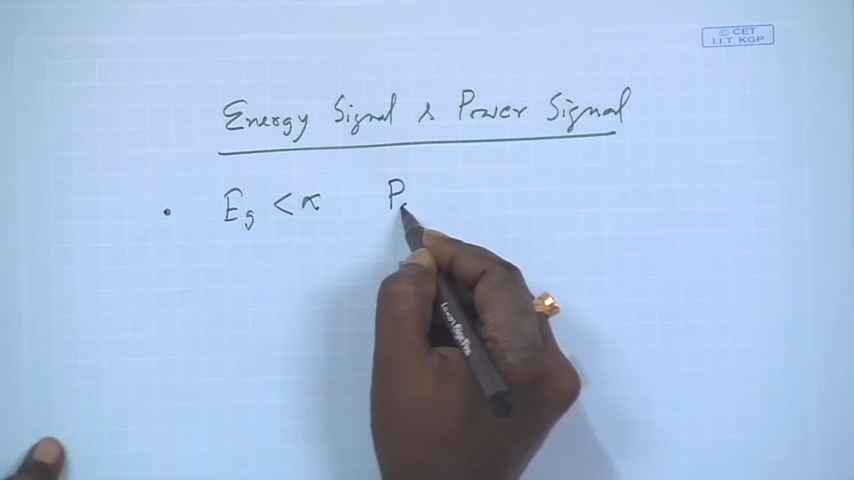 © CET
I.I.T. KGP
Energy Signal & Power Signal
• Eg < ∝ P